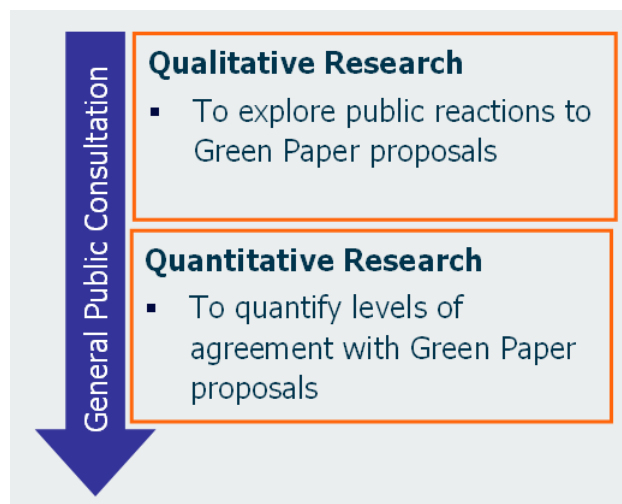 General Public Consultation
Qualitative Research
▪ To explore public reactions to
Green Paper proposals
Quantitative Research
▪ To quantify levels of
agreement with Green Paper
proposals